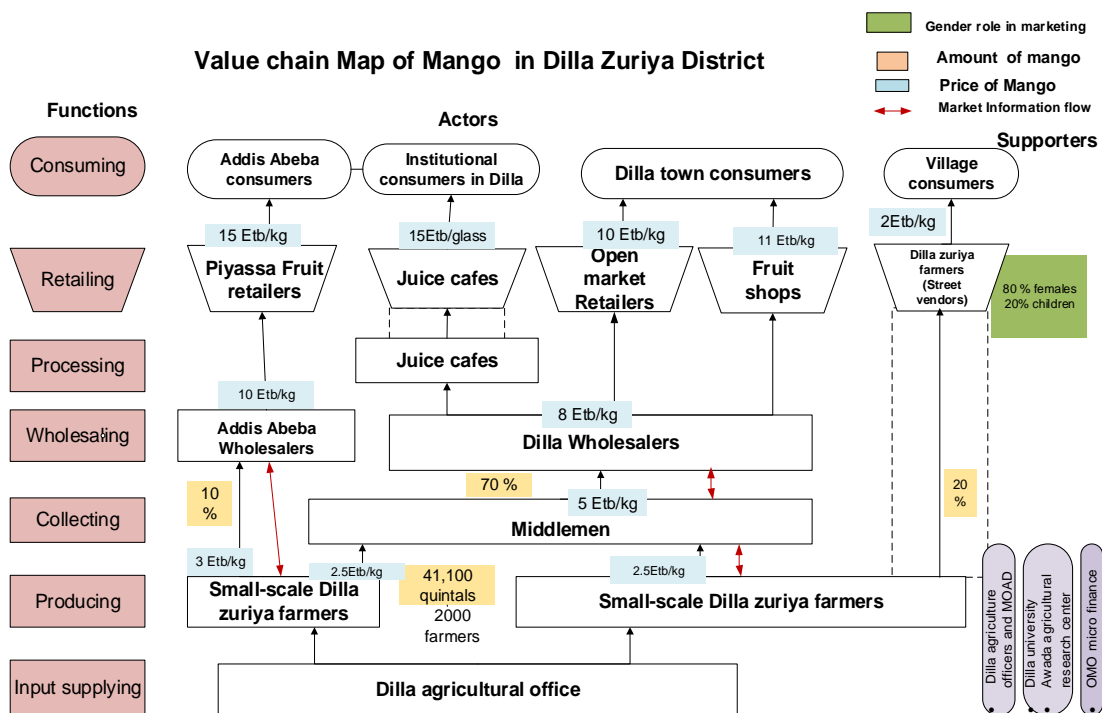 Gender role in marketing
Amount of mango
Price of Mango
Market Information flow
Value chain Map of Mango in Dilla Zuriya District
Functions
Actors
Supporters
Consuming
Addis Abeba
consumers
Institutional
consumers in Dilla
Dilla town consumers
Village
consumers
15 Etb/kg
15Etb/glass
10 Etb/kg
11 Etb/kg
2Etb/kg
Retailing
Piyassa Fruit
retailers
Juice cafes
Open
market
Retailers
Fruit
shops
Dilla zuriya
farmers
(Street
vendors)
80 % females
20% children
Processing
Juice cafes
10 Etb/kg
8 Etb/kg
Wholesaling
Addis Abeba
Wholesalers
Dilla Wholesalers
10
%
70 %
20
%
5 Etb/kg
Collecting
Middlemen
3 Etb/kg
2.5Etb/kg
2.5Etb/kg
41,100
quintals
2000
farmers
Producing
Small-scale Dilla
zuriya farmers
Small-scale Dilla zuriya farmers
Dilla agriculture
officers and MOAD
Dilla university
Awada agricultural
research center
OMO micro finance
Input supplying
Dilla agricultural office